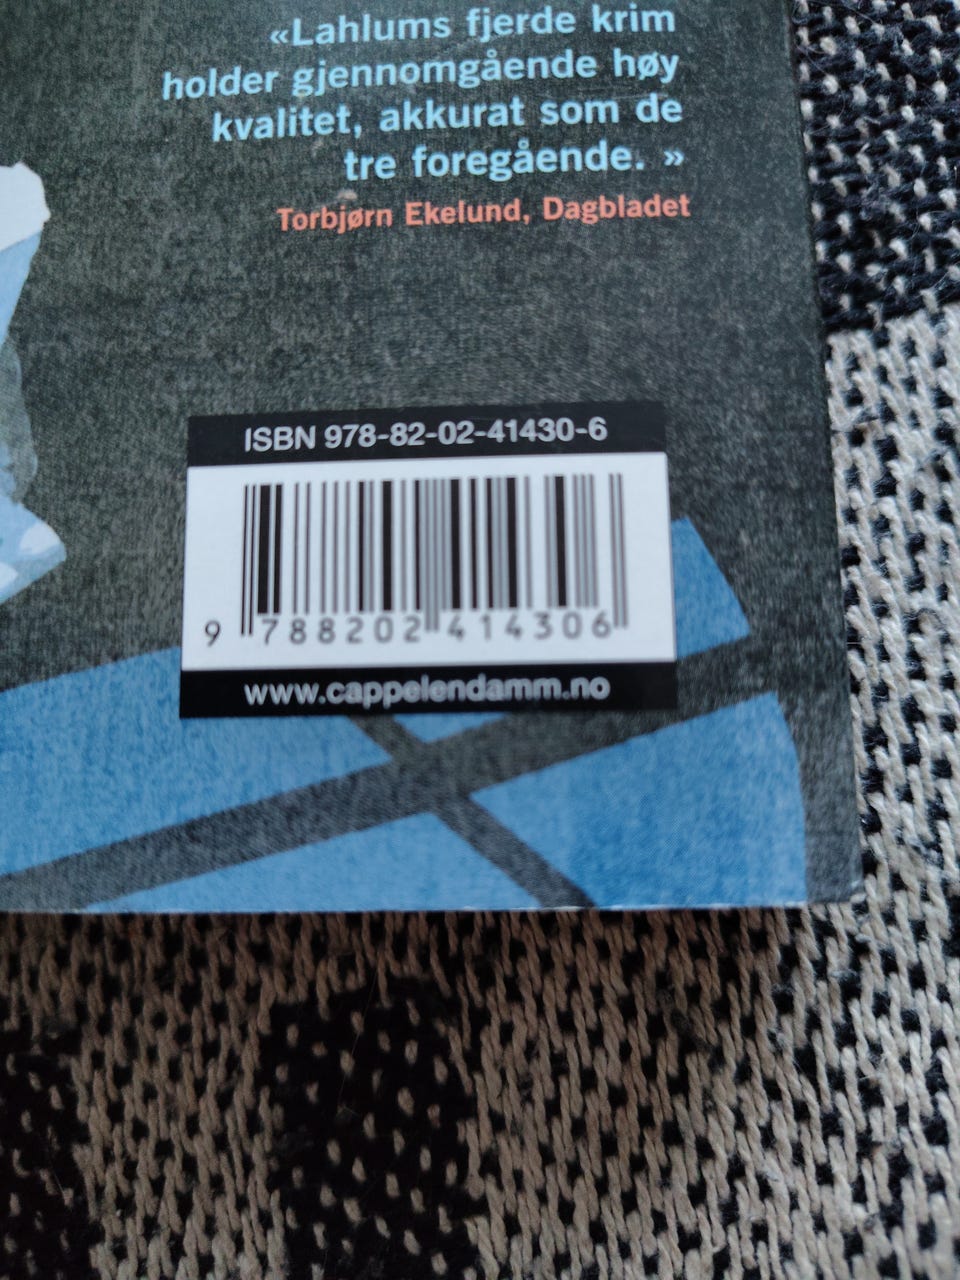 «Lahlums fjerde krim
holder gjennomgående høy
kvalitet, akkurat som de
tre foregående. »
Torbjørn Ekelund, Dagbladet
ISBN 978-82-02-41430-6
9 788202 414306
www.cappelendamm.no